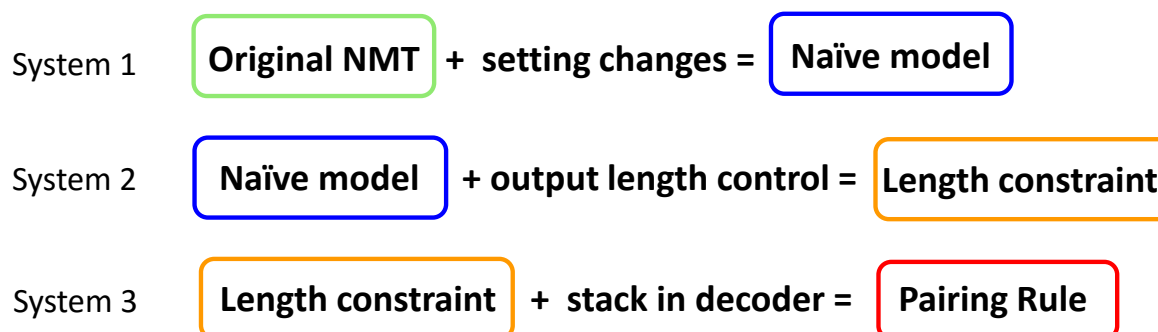 System 1 Original NMT + setting changes = Naïve model
System 2 Naïve model + output length control = Length constraint
System 3 Length constraint + stack in decoder = Pairing Rule